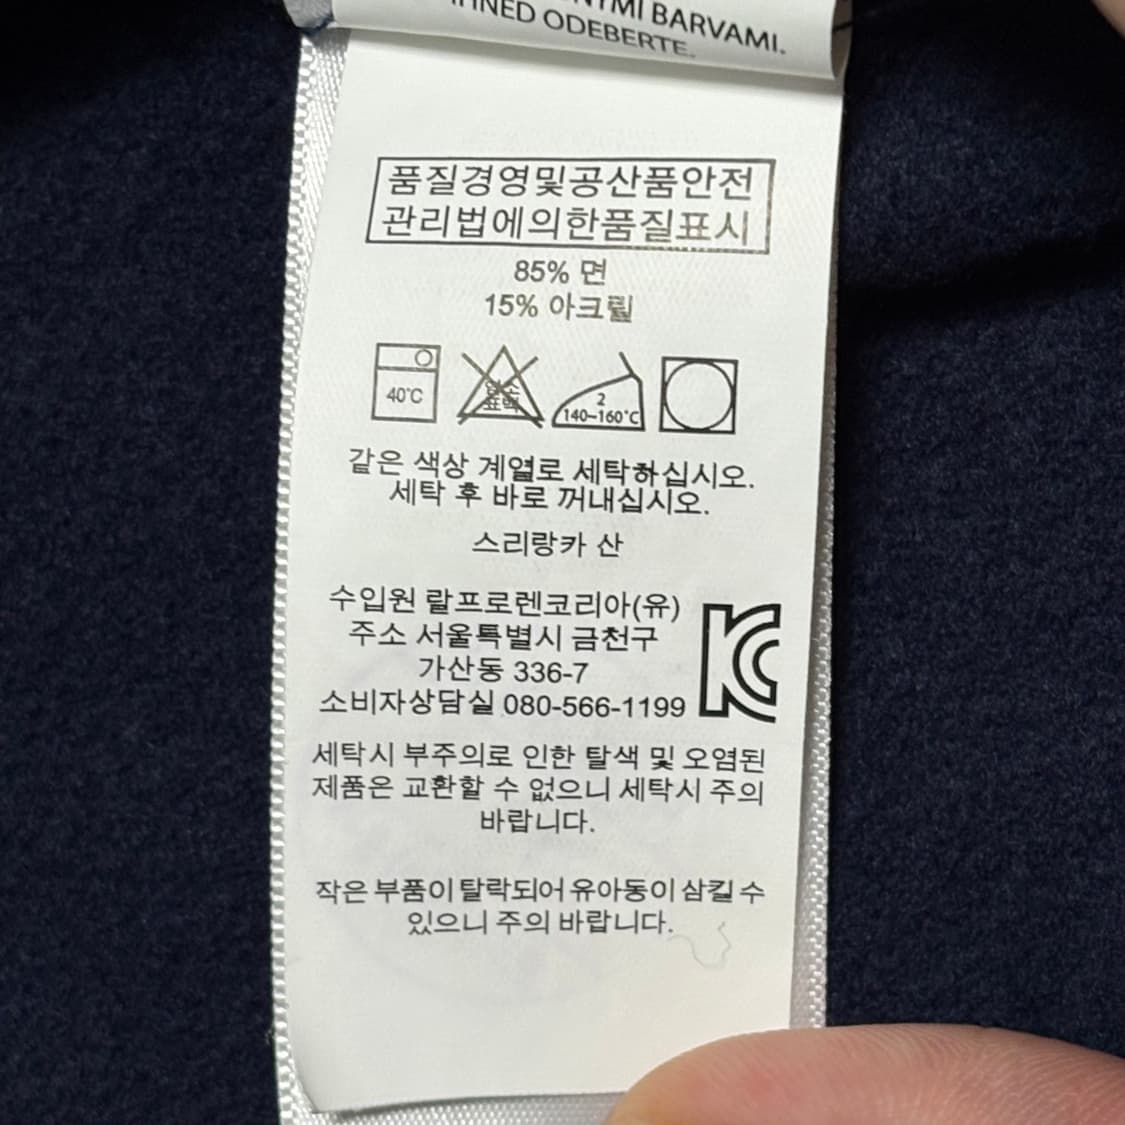 BARVAMI.
IHNED ODEBERTE.
품질경영및공산품안전
관리법에의한품질표시
85% 면
15% 아크릴
40℃
염소
표백
2
140~160℃
같은 색상 계열로 세탁하십시오.
세탁 후 바로 꺼내십시오.
스리랑카 산
수입원 랄프로렌코리아(유)
주소 서울특별시 금천구
가산동 336-7
소비자상담실 080-566-1199
세탁시 부주의로 인한 탈색 및 오염된
제품은 교환할 수 없으니 세탁시 주의
바랍니다.
작은 부품이 탈락되어 유아동이 삼킬 수
있으니 주의 바랍니다.